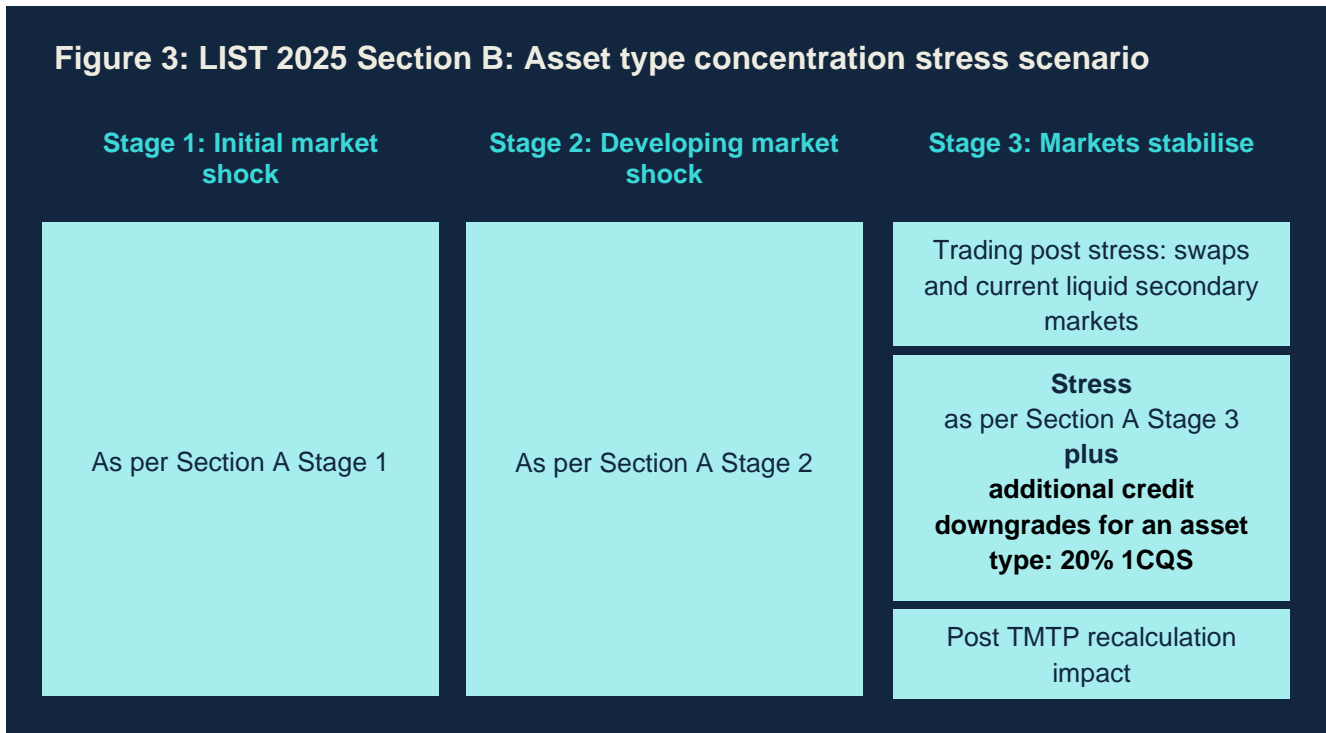 Figure 3: LIST 2025 Section B: Asset type concentration stress scenario
Stage 1: Initial market
shock
As per Section A Stage 1
Stage 2: Developing market
shock
As per Section A Stage 2
Stage 3: Markets stabilise
Trading post stress: swaps
and current liquid secondary
markets
Stress
as per Section A Stage 3
plus
additional credit
downgrades for an asset
type: 20% 1CQS
Post TMTP recalculation
impact